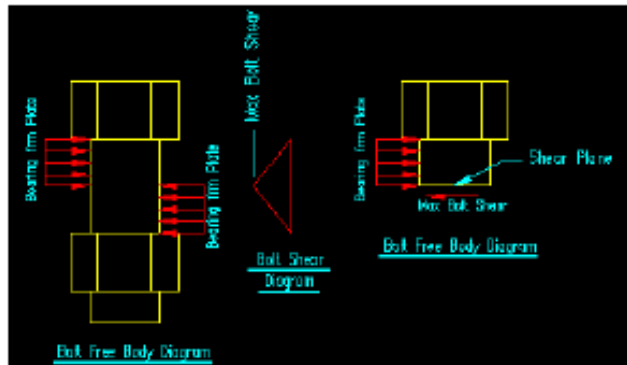 Max Bolt Shear
Bearing frm Plate
Bearing frm Plate
Bolt Free Body Diagram
Bolt Shear
Diagram
Bearing frm Plate
Shear Plane
Max Bolt Shear
Bolt Free Body Diagram